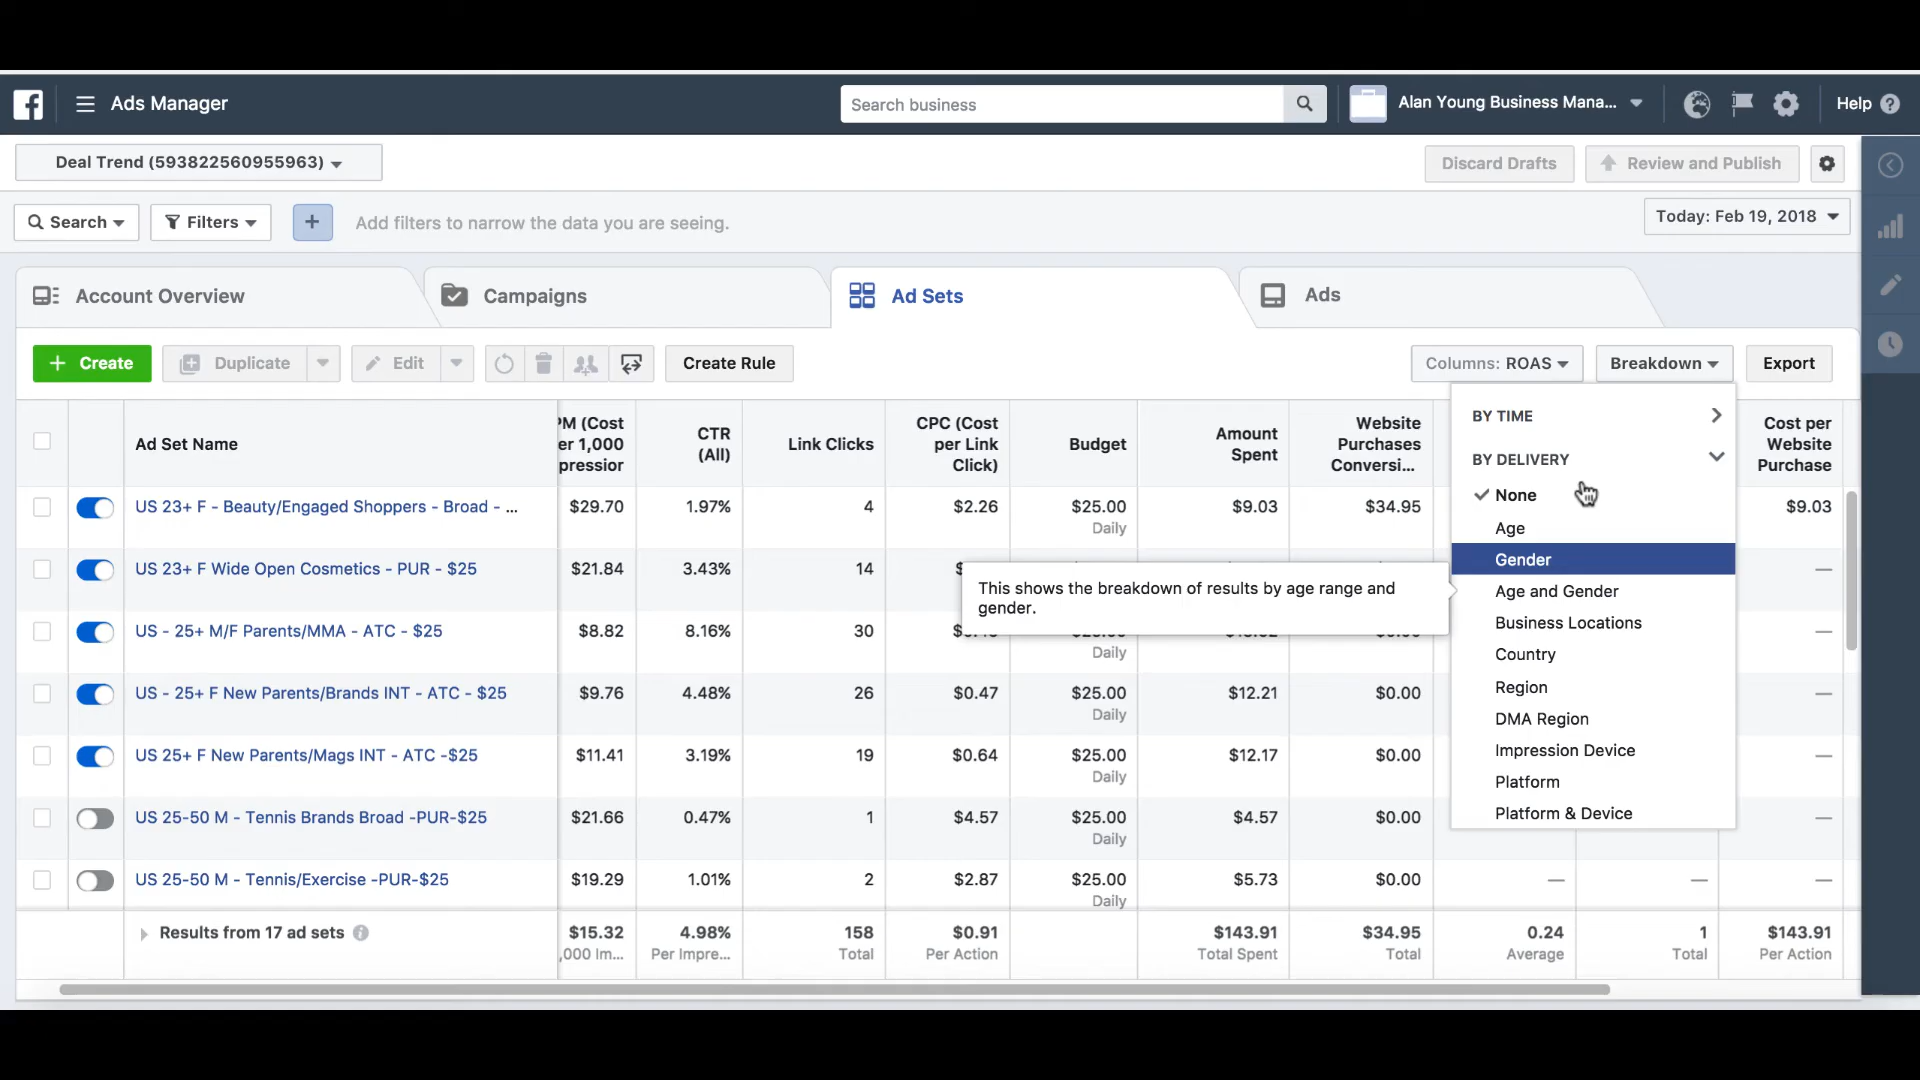 Ads Manager
Search business
Alan Young Business Mana...
Help
Deal Trend (593822560955963)
Discard Drafts
Review and Publish
Search
Filters
+
Add filters to narrow the data you are seeing.
Today: Feb 19, 2018
Account Overview
Campaigns
Ad Sets
Ads
+ Create
Duplicate
Edit
Create Rule
Columns: ROAS
Breakdown
Export
Ad Set Name
PM (Cost
er 1,000
pression
CTR
(All)
Link Clicks
CPC (Cost
per Link
Click)
Budget
Amount
Spent
Website
Purchases
Conversi...
Cost per
Website
Purchase
BY TIME
BY DELIVERY
None
Age
Gender
Age and Gender
Business Locations
Country
Region
DMA Region
Impression Device
Platform
Platform & Device
This shows the breakdown of results by age range and
gender.
US 23+ F - Beauty/Engaged Shoppers - Broad - ... $29.70 1.97% 4 $2.26 $25.00 $9.03 $34.95 $9.03
Daily
US 23+ F Wide Open Cosmetics - PUR - $25 $21.84 3.43% 14 —
US - 25+ M/F Parents/MMA - ATC - $25 $8.82 8.16% 30 —
Daily
US - 25+ F New Parents/Brands INT - ATC - $25 $9.76 4.48% 26 $0.47 $25.00 $12.21 $0.00 —
Daily
US 25+ F New Parents/Mags INT - ATC -$25 $11.41 3.19% 19 $0.64 $25.00 $12.17 $0.00 —
Daily
US 25-50 M - Tennis Brands Broad -PUR-$25 $21.66 0.47% 1 $4.57 $25.00 $4.57 $0.00 —
Daily
US 25-50 M - Tennis/Exercise -PUR-$25 $19.29 1.01% 2 $2.87 $25.00 $5.73 $0.00 — — —
Daily
Results from 17 ad sets $15.32 4.98% 158 $0.91 $143.91 $34.95 0.24 1 $143.91
,000 Im... Per Impre... Total Per Action Total Spent Total Average Total Per Action